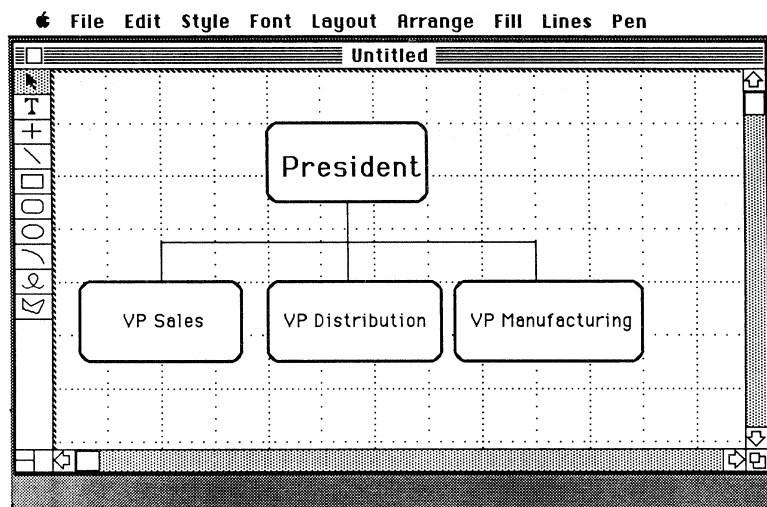 File Edit Style Font Layout Arrange Fill Lines Pen
Untitled
T
President
VP Sales VP Distribution VP Manufacturing